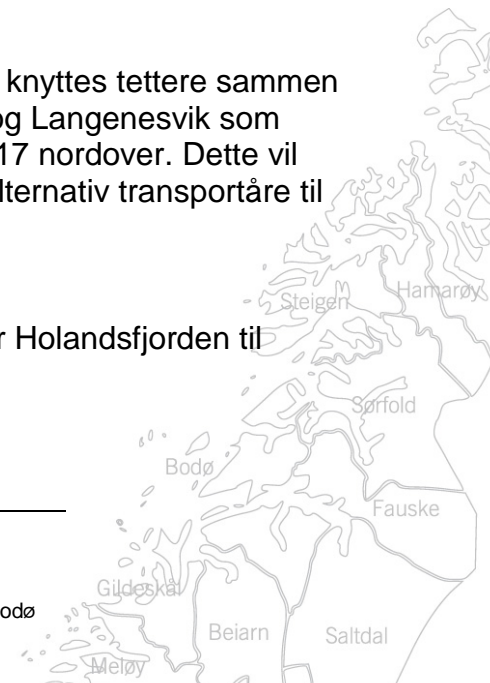 knyttes tettere sammen
og Langenesvik som
17 nordover. Dette vil
lternativ transportåre til
Hamarøy
Steigen
r Holandsfjorden til
Sørfold
Bodø
Fauske
Gildeskål
odø
Beiarn
Saltdal
Meløy